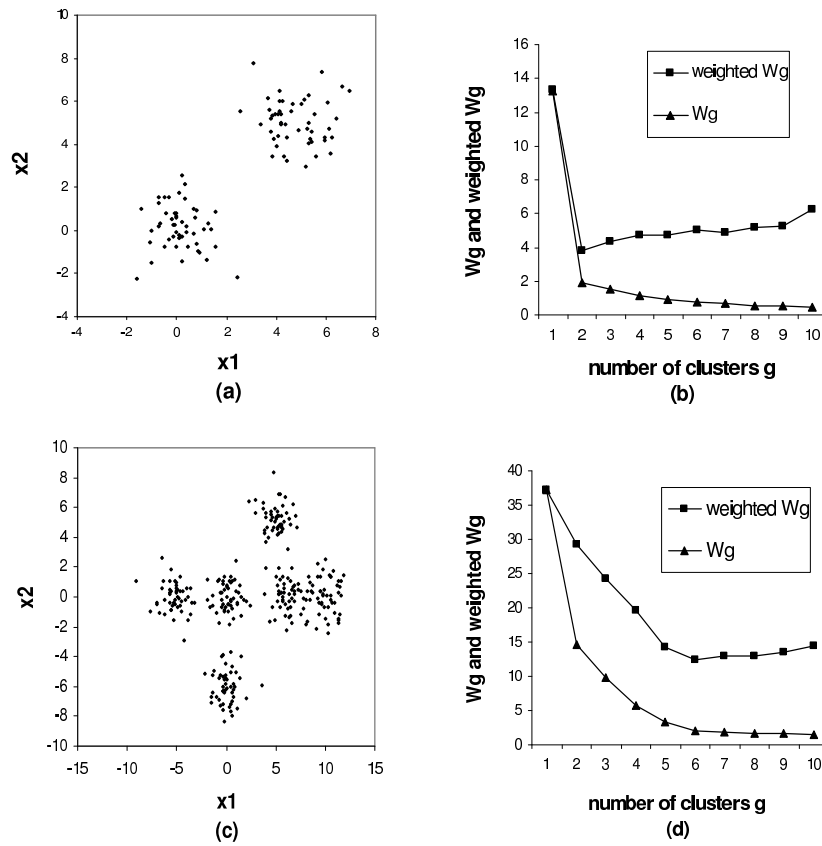 10
8
6
4
2
0
-2
-4
-4
-2
0
2
4
6
8
x2
x1
(a)
16
14
12
10
8
6
4
2
0
1 2 3 4 5 6 7 8 9 10
Wg and weighted Wg
weighted Wg
Wg
number of clusters g
(b)
10
8
6
4
2
0
-2
-4
-6
-8
-10
-15 -10 -5 0 5 10 15
x2
x1
(c)
40
35
30
25
20
15
10
5
0
1 2 3 4 5 6 7 8 9 10
Wg and weighted Wg
weighted Wg
Wg
number of clusters g
(d)